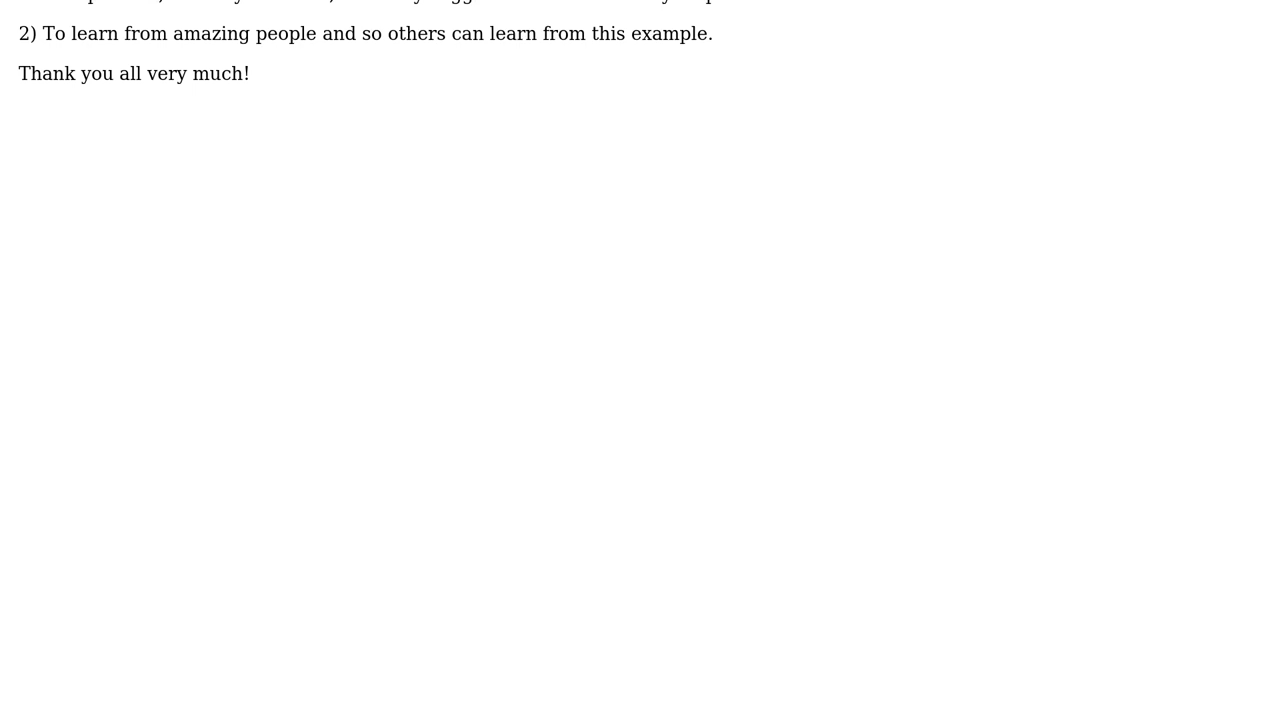 2) To learn from amazing people and so others can learn from this example.
Thank you all very much!